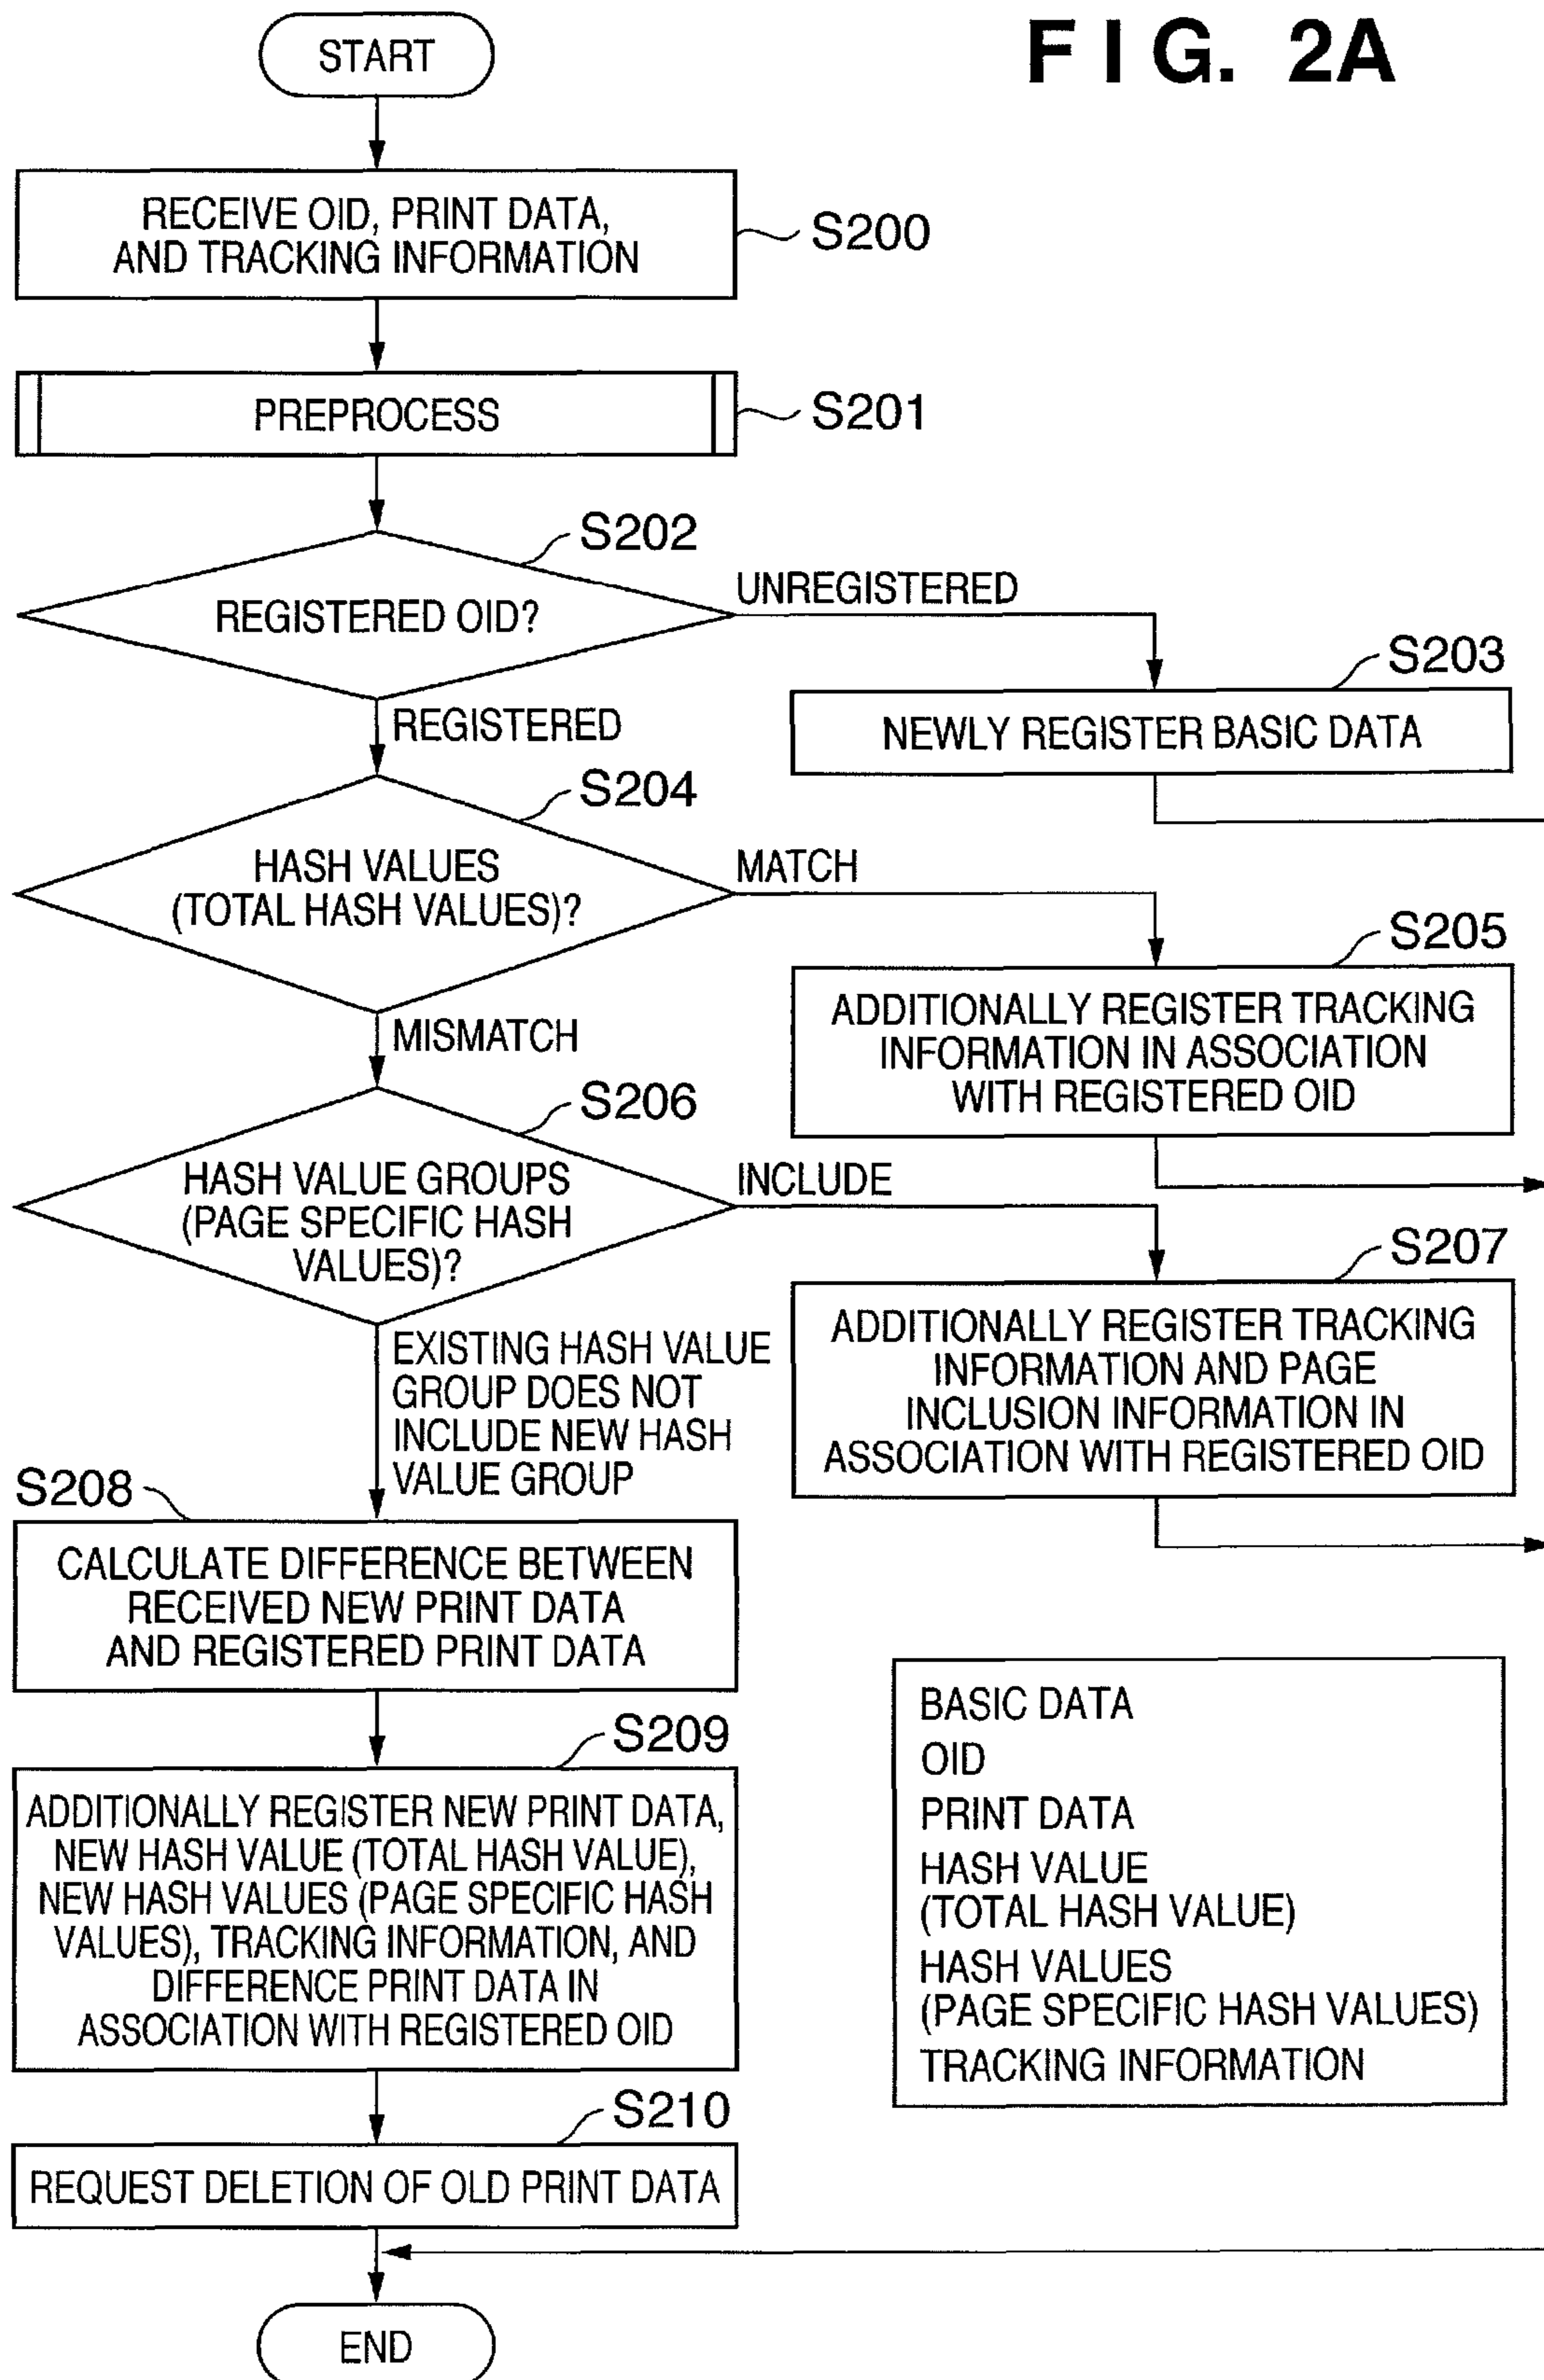 FIG. 2A
START
RECEIVE OID, PRINT DATA,
AND TRACKING INFORMATION
S200
PREPROCESS
S201
S202
REGISTERED OID?
UNREGISTERED
REGISTERED
S203
NEWLY REGISTER BASIC DATA
S204
HASH VALUES
(TOTAL HASH VALUES)?
MATCH
MISMATCH
S205
ADDITIONALLY REGISTER TRACKING
INFORMATION IN ASSOCIATION
WITH REGISTERED OID
S206
HASH VALUE GROUPS
(PAGE SPECIFIC HASH
VALUES)?
INCLUDE
S207
ADDITIONALLY REGISTER TRACKING
INFORMATION AND PAGE
INCLUSION INFORMATION IN
ASSOCIATION WITH REGISTERED OID
EXISTING HASH VALUE
GROUP DOES NOT
INCLUDE NEW HASH
VALUE GROUP
S208
CALCULATE DIFFERENCE BETWEEN
RECEIVED NEW PRINT DATA
AND REGISTERED PRINT DATA
S209
ADDITIONALLY REGISTER NEW PRINT DATA,
NEW HASH VALUE (TOTAL HASH VALUE),
NEW HASH VALUES (PAGE SPECIFIC HASH
VALUES), TRACKING INFORMATION, AND
DIFFERENCE PRINT DATA IN
ASSOCIATION WITH REGISTERED OID
S210
REQUEST DELETION OF OLD PRINT DATA
END
BASIC DATA
OID
PRINT DATA
HASH VALUE
(TOTAL HASH VALUE)
HASH VALUES
(PAGE SPECIFIC HASH VALUES)
TRACKING INFORMATION